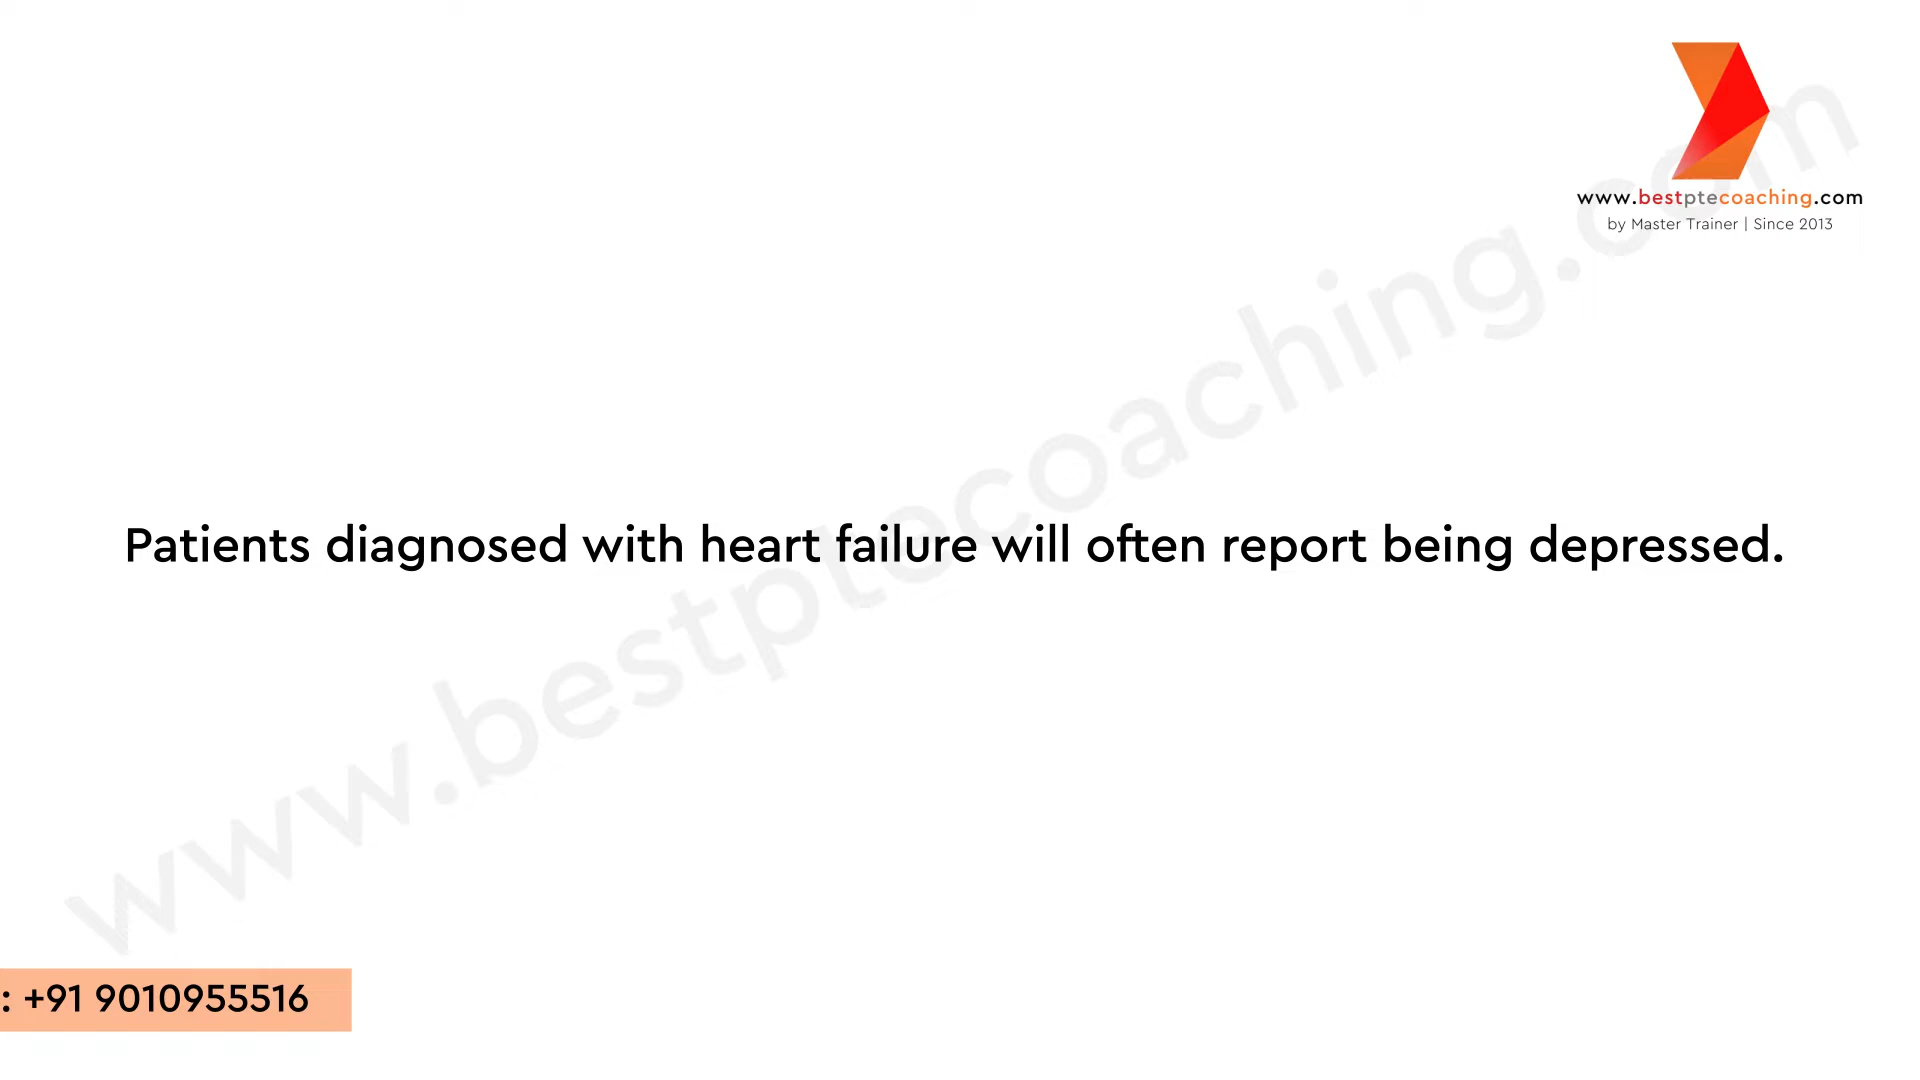 www.bestptecoaching.com
by Master Trainer | Since 2013
www.bestptecoaching.com
Patients diagnosed with heart failure will often report being depressed.
: +91 9010955516